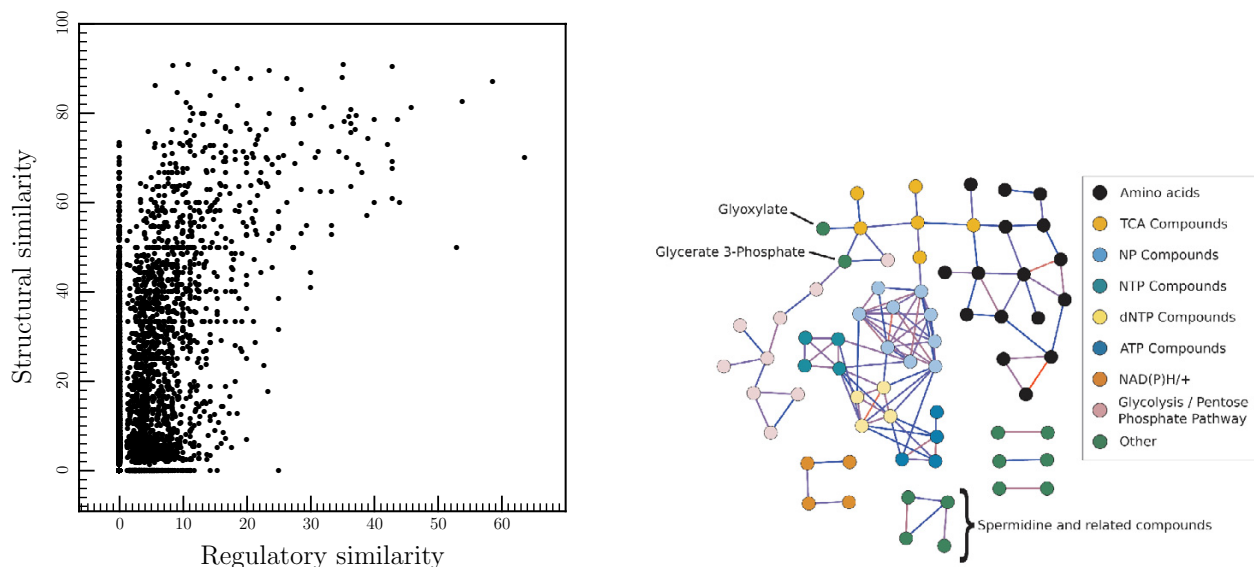 100
80
60
40
20
0
Structural similarity
0 10 20 30 40 50 60
Regulatory similarity
Glyoxylate
Glycerate 3-Phosphate
Amino acids
TCA Compounds
NP Compounds
NTP Compounds
dNTP Compounds
ATP Compounds
NAD(P)H/+
Glycolysis / Pentose
Phosphate Pathway
Other
Spermidine and related compounds